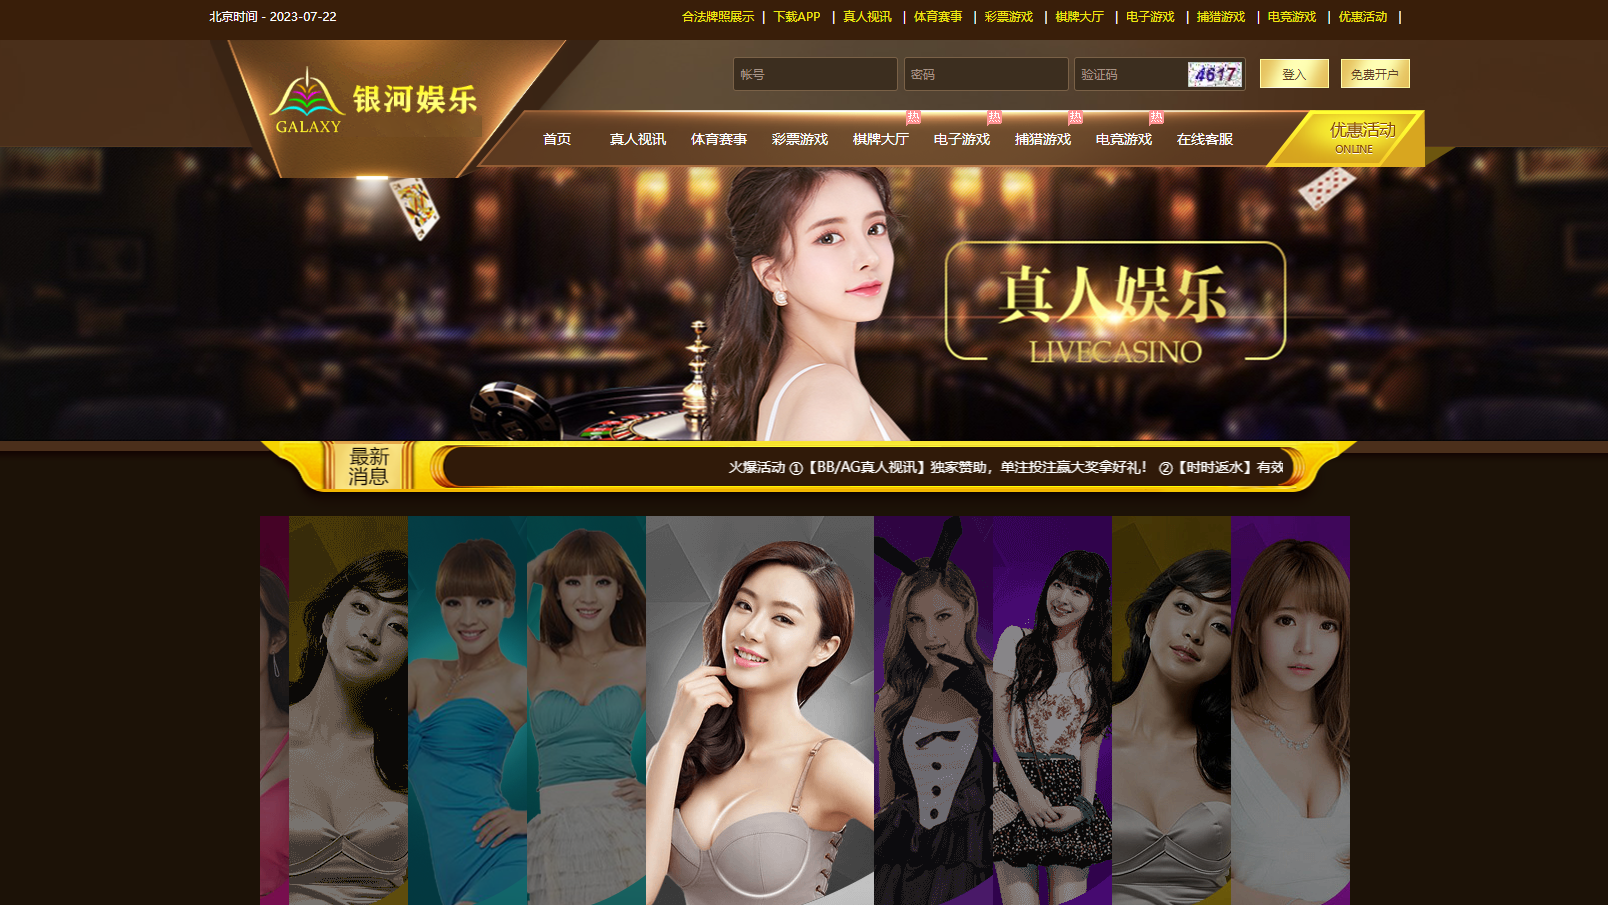 北京时间 - 2023-07-22
合法牌照展示 | 下载APP | 真人视讯 | 体育赛事 | 彩票游戏 | 棋牌大厅 | 电子游戏 | 捕猎游戏 | 电竞游戏 | 优惠活动 |
银河娱乐
GALAXY
帐号 密码 验证码 4617 登入 免费开户
热 热 热 热
首页 真人视讯 体育赛事 彩票游戏 棋牌大厅 电子游戏 捕猎游戏 电竞游戏 在线客服
优惠活动
ONLINE
真人娱乐
LIVECASINO
最新
消息
火爆活动 ①【BB/AG真人视讯】独家赞助，单注投注赢大奖拿好礼！ ②【时时返水】有效